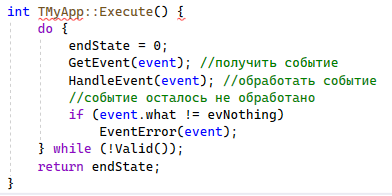 int TMyApp::Execute() {
do {
endState = 0;
GetEvent(event); //получить событие
HandleEvent(event); //обработать событие
//событие осталось не обработано
if (event.what != evNothing)
EventError(event);
} while (!Valid());
return endState;
}